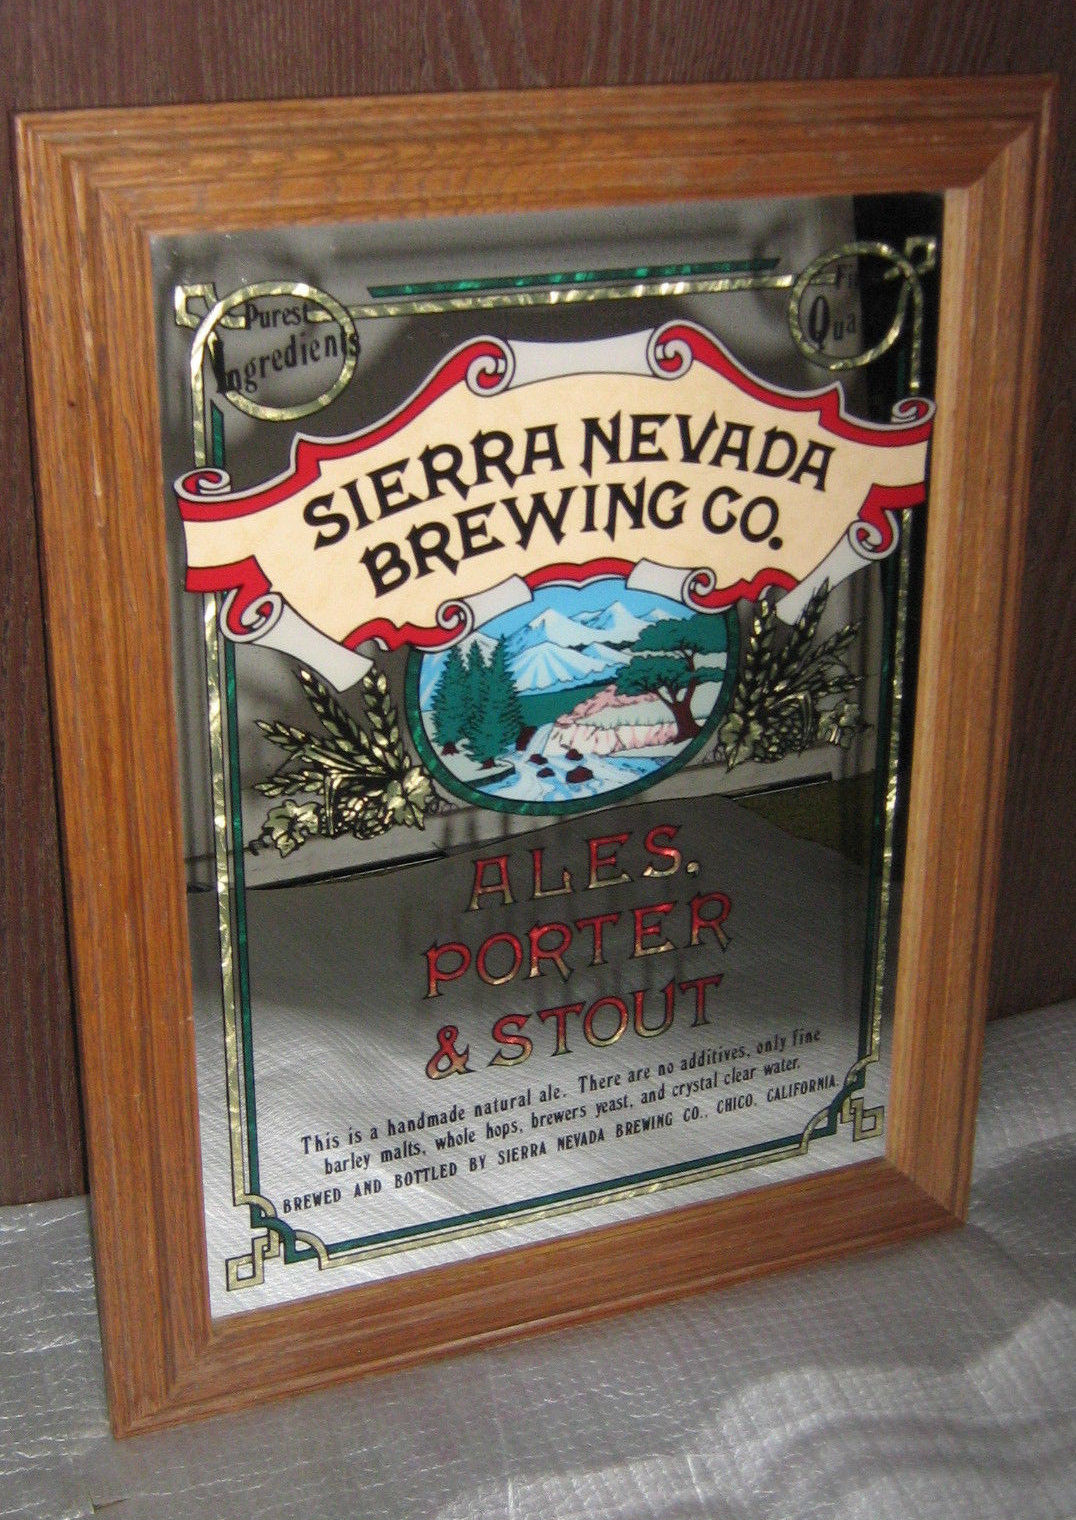 Purest
Ingredients
SIERRA NEVADA
BREWING CO.
ALES,
PORTER
& STOUT
This is a handmade natural ale. There are no additives, only fine
barley malts, whole hops, brewers yeast, and crystal clear water.
BREWED AND BOTTLED BY SIERRA NEVADA BREWING CO., CHICO, CALIFORNIA.